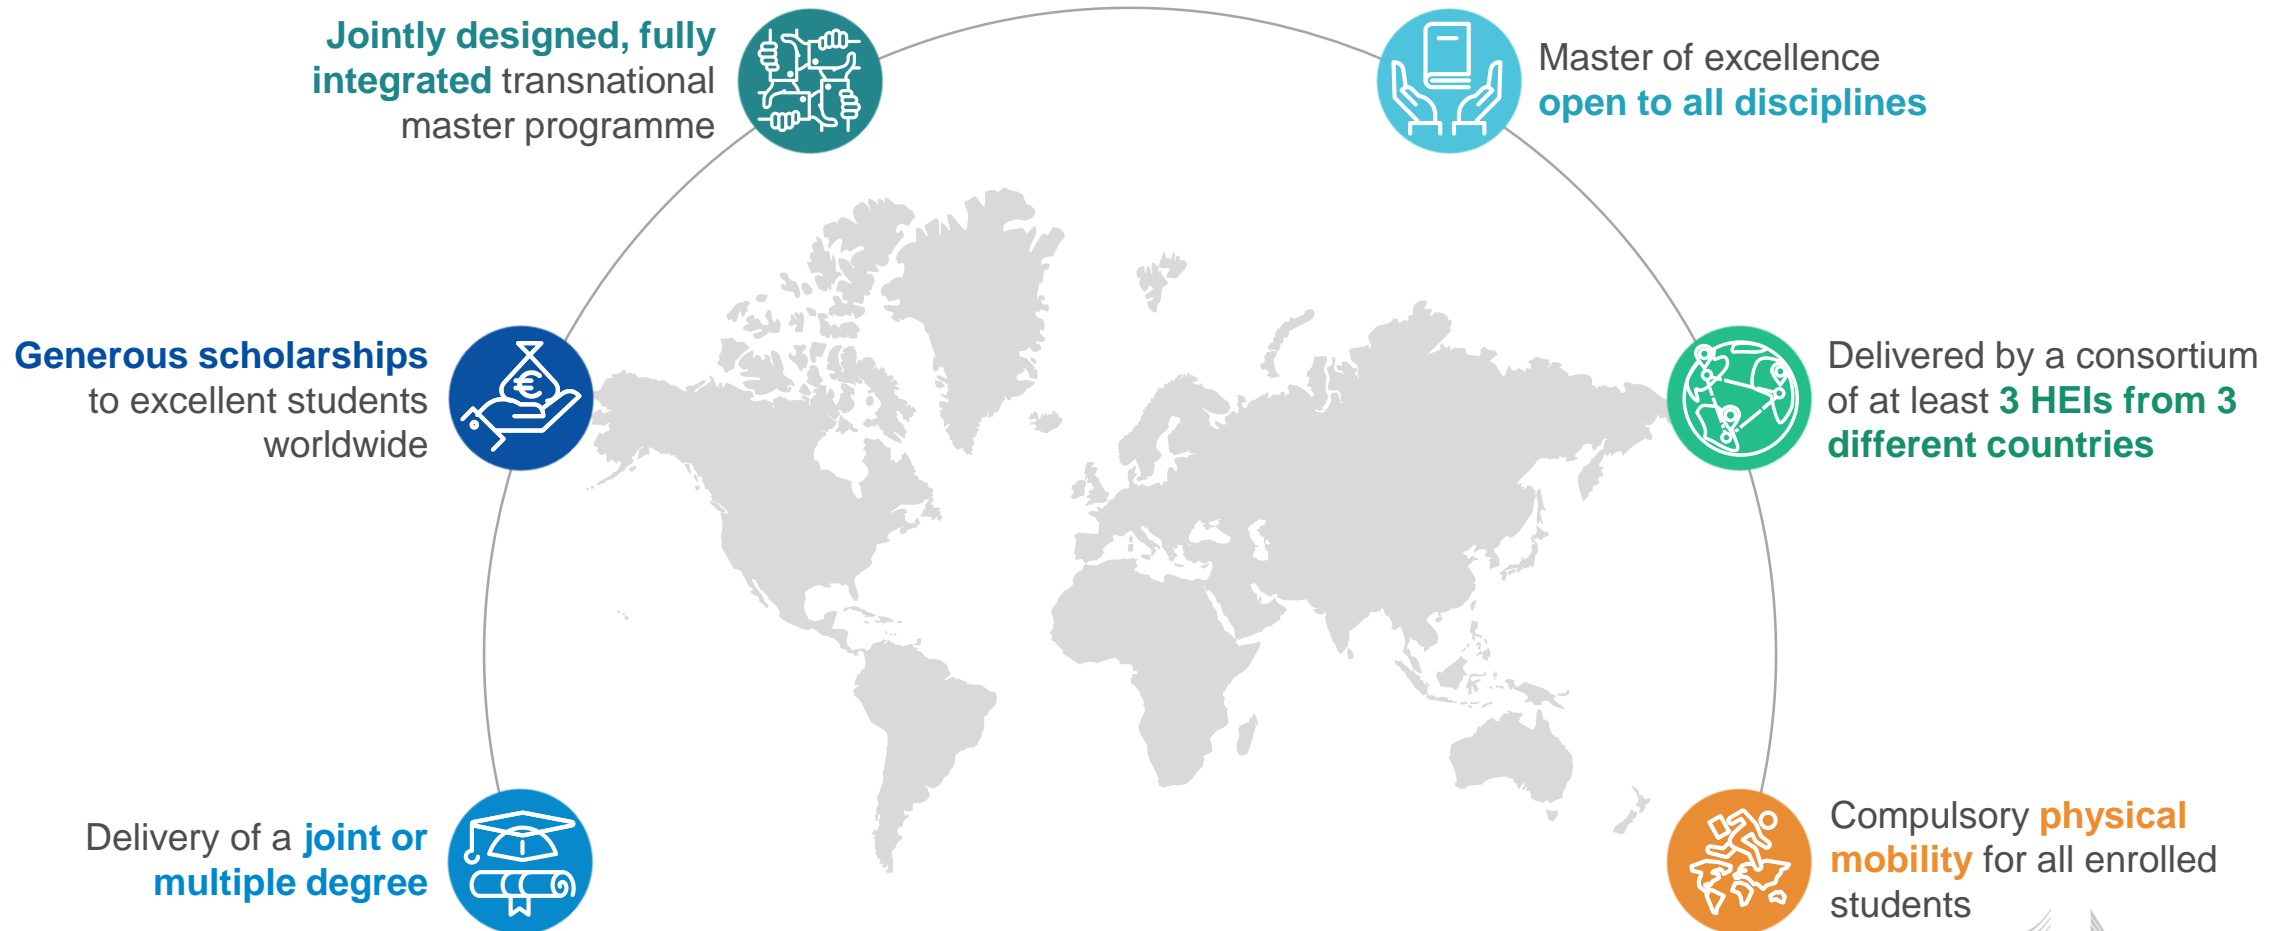 Jointly designed, fully
integrated transnational
master programme
Master of excellence
open to all disciplines
Generous scholarships
to excellent students
worldwide
€
Delivered by a consortium
of at least 3 HEIs from 3
different countries
Delivery of a joint or
multiple degree
Compulsory physical
mobility for all enrolled
students